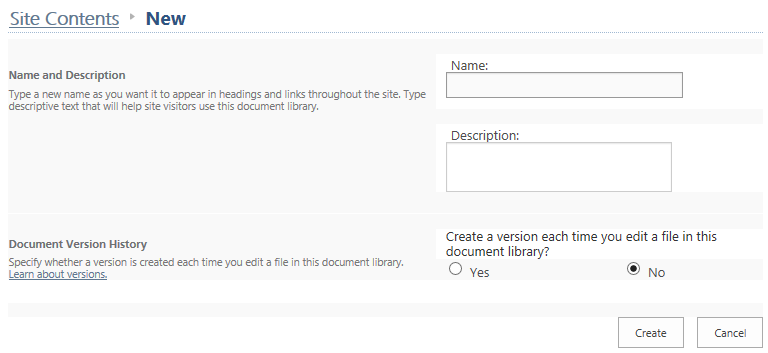 Site Contents ▸ New
Name and Description
Type a new name as you want it to appear in headings and links throughout the site. Type
descriptive text that will help site visitors use this document library.
Name:
Description:
Document Version History
Specify whether a version is created each time you edit a file in this document library.
Learn about versions.
Create a version each time you edit a file in this
document library?
Yes
No
Create
Cancel